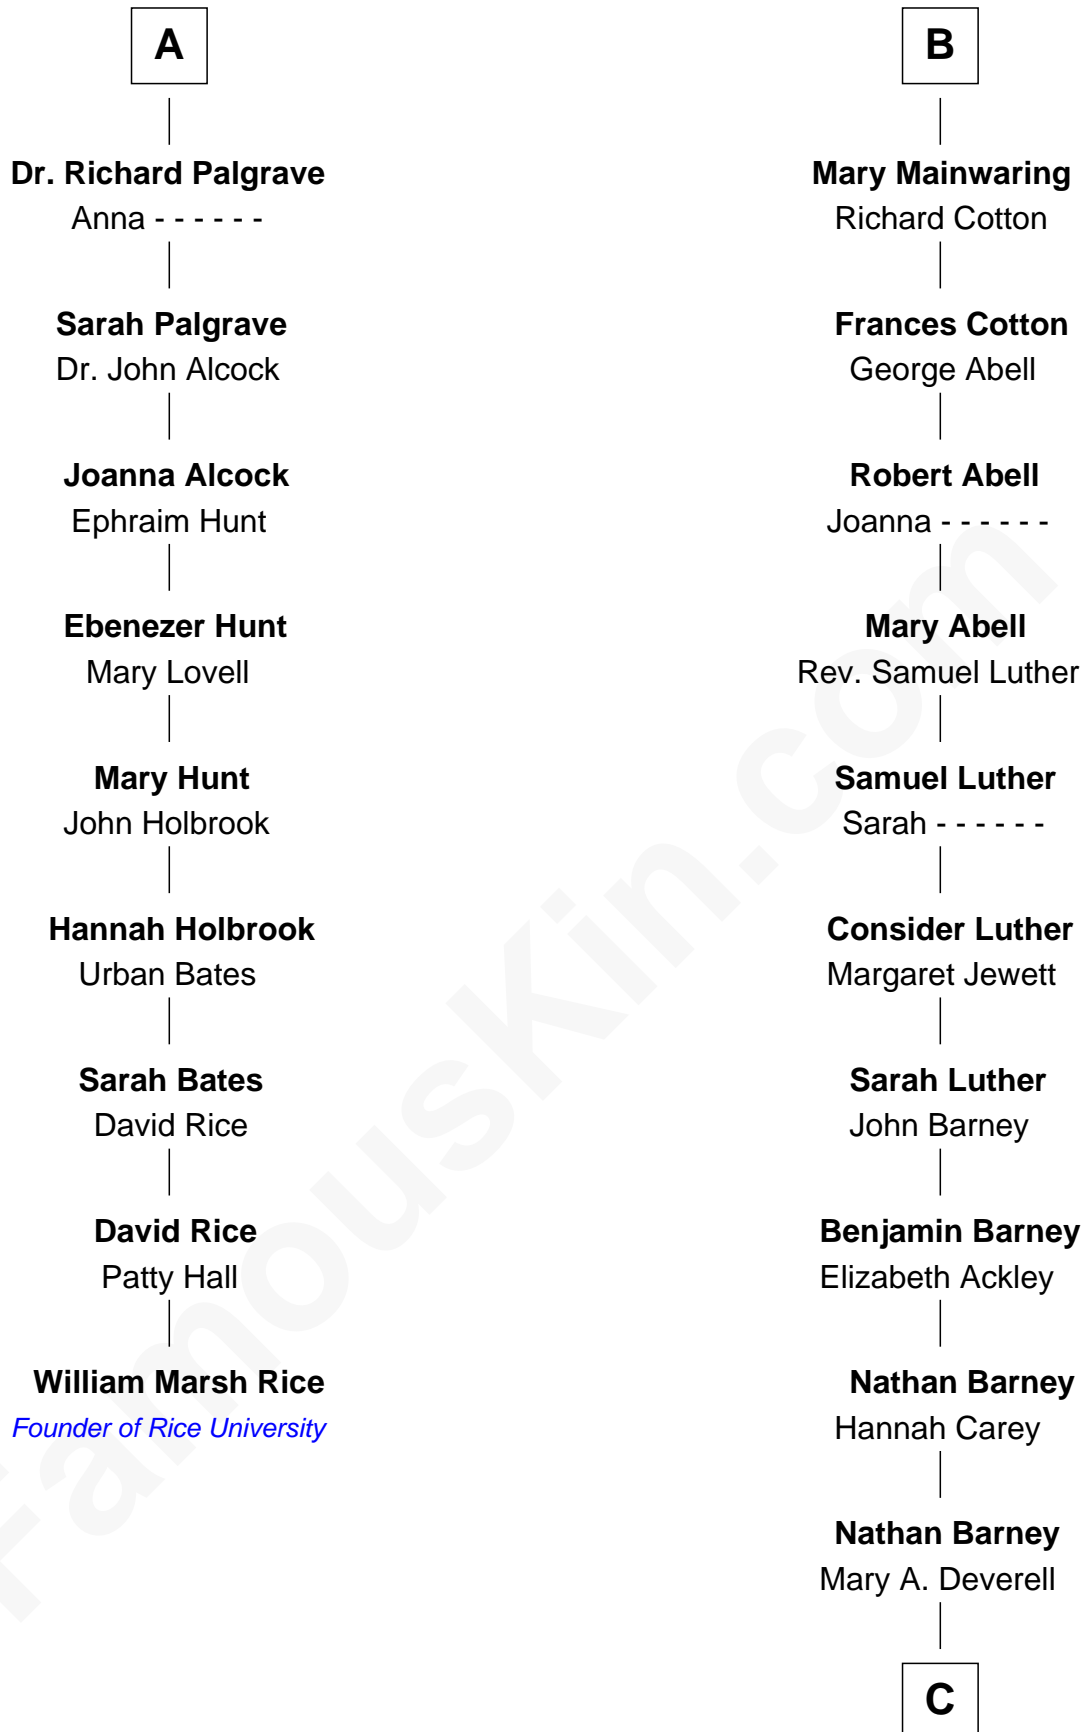 A
Dr. Richard Palgrave
Anna - - - - - -
Sarah Palgrave
Dr. John Alcock
Joanna Alcock
Ephraim Hunt
Ebenezer Hunt
Mary Lovell
Mary Hunt
John Holbrook
Hannah Holbrook
Urban Bates
Sarah Bates
David Rice
David Rice
Patty Hall
William Marsh Rice
Founder of Rice University
B
Mary Mainwaring
Richard Cotton
Frances Cotton
George Abell
Robert Abell
Joanna - - - - - -
Mary Abell
Rev. Samuel Luther
Samuel Luther
Sarah - - - - - -
Consider Luther
Margaret Jewett
Sarah Luther
John Barney
Benjamin Barney
Elizabeth Ackley
Nathan Barney
Hannah Carey
Nathan Barney
Mary A. Deverell
C
FamousKin.com